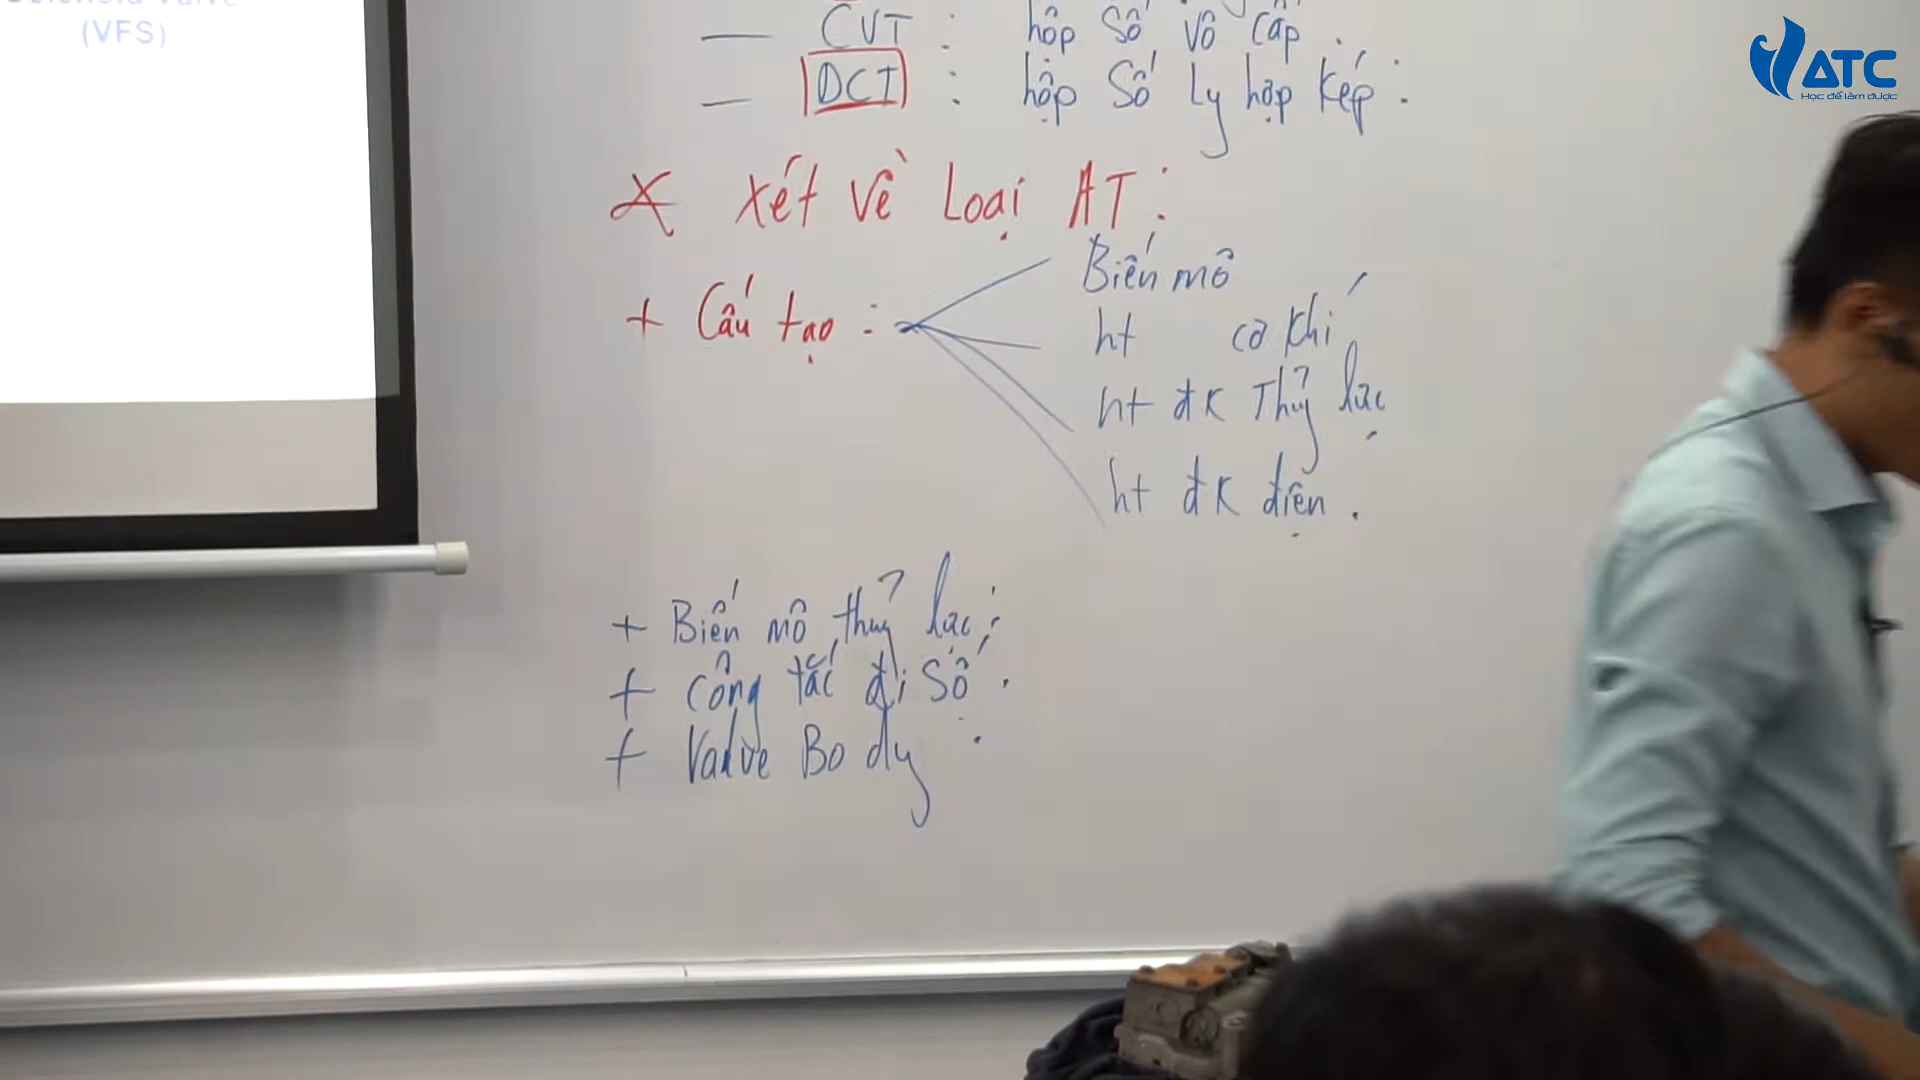 (VFS)
— CVT : hộp số vô cấp.
— DCT : hộp số Ly hợp kép :
* Xét về Loại AT :
+ Cấu tạo :
Biến mô
ht cơ khí
ht đK Thủy lực
ht đK điện.
+ Biến mô thủy lực :
+ Công tắc đi số.
+ Valve Body :
VATC
Học để làm được